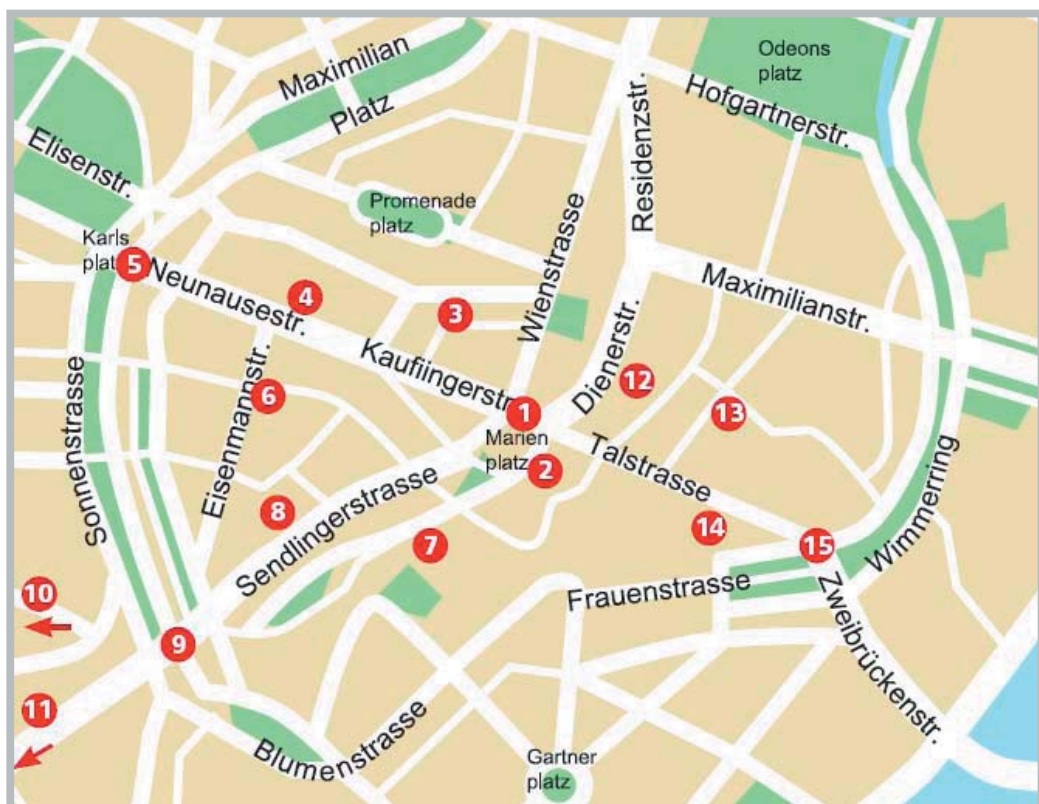 Maximilian
Platz
Odeons
platz
Hofgartnerstr.
Elisenstr.
Residenzstr.
Promenade
platz
Karls
platz
5
Neunausestr.
4
3
Wienstrasse
Maximilianstr.
Kaufiingerstr.
Dienerstr.
12
6
Eisenmannstr.
1
13
Marien
platz
2
Talstrasse
Sonnenstrasse
Sendlingerstrasse
8
7
14
15
Wimmerring
10
Frauenstrasse
Zweibrückenstr.
9
11
Blumenstrasse
Gartner
platz